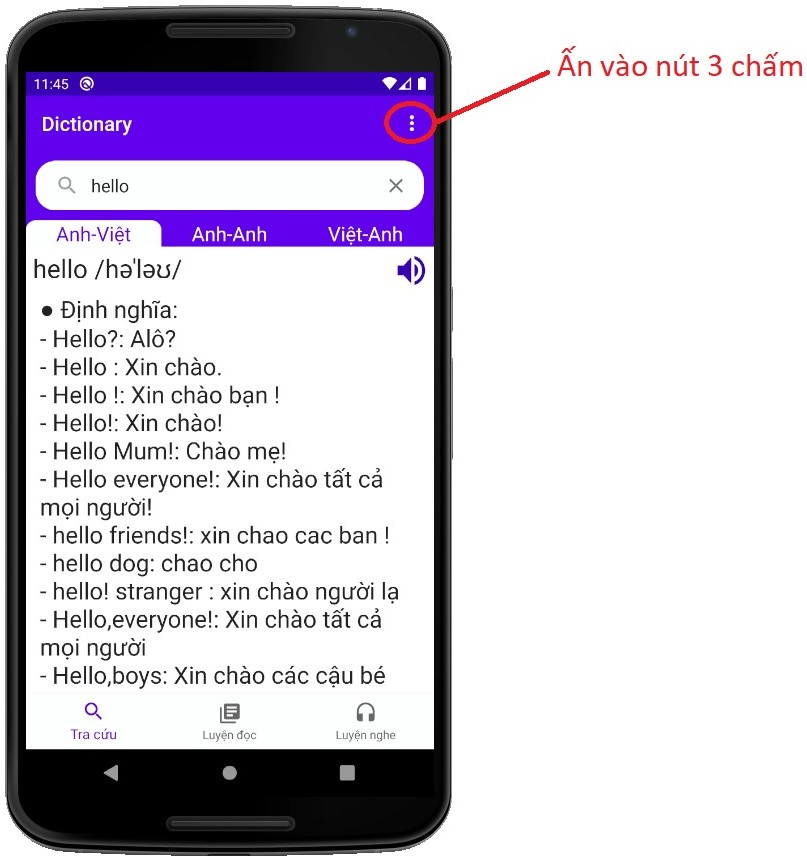 11:45
Ấn vào nút 3 chấm
Dictionary
hello
Anh-Việt Anh-Anh Việt-Anh
hello /həˈləʊ/
● Định nghĩa:
- Hello?: Alô?
- Hello : Xin chào.
- Hello !: Xin chào bạn !
- Hello!: Xin chào!
- Hello Mum!: Chào mẹ!
- Hello everyone!: Xin chào tất cả
mọi người!
- hello friends!: xin chao cac ban !
- hello dog: chao cho
- hello! stranger : xin chào người lạ
- Hello,everyone!: Xin chào tất cả
mọi người
- Hello,boys: Xin chào các cậu bé
Tra cứu Luyện đọc Luyện nghe